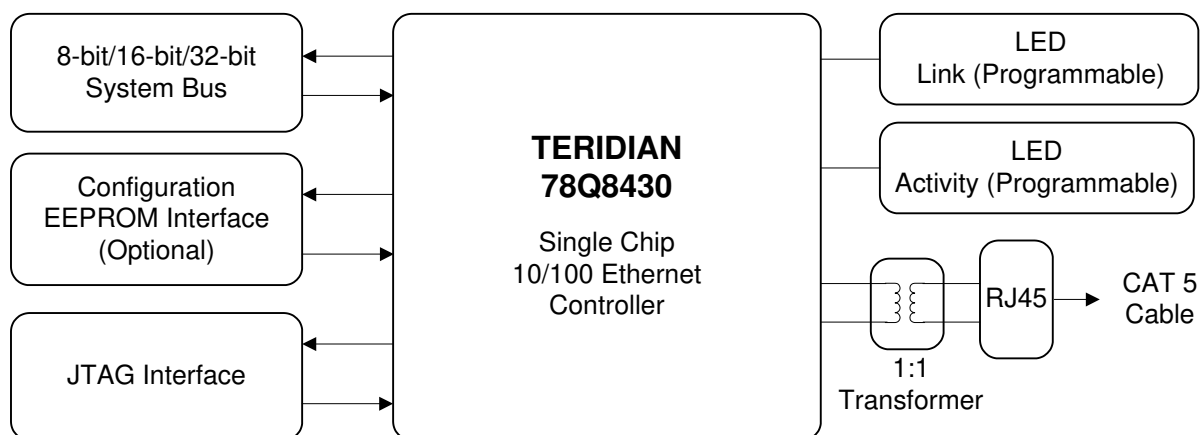 8-bit/16-bit/32-bit
System Bus
Configuration
EEPROM Interface
(Optional)
JTAG Interface
TERIDIAN
78Q8430
Single Chip
10/100 Ethernet
Controller
LED
Link (Programmable)
LED
Activity (Programmable)
RJ45
CAT 5
Cable
1:1
Transformer